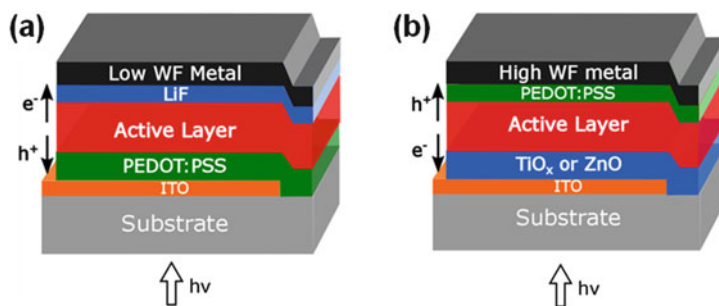 (a)
Low WF Metal
LiF
e⁻
Active Layer
h⁺
PEDOT:PSS
ITO
Substrate
hν
(b)
High WF metal
PEDOT:PSS
h⁺
Active Layer
e⁻
TiOₓ or ZnO
ITO
Substrate
hν